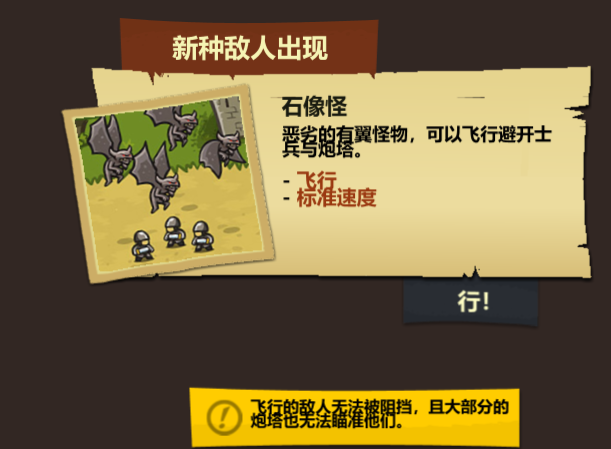 新种敌人出现
石像怪
恶劣的有翼怪物，可以飞行避开士
兵与炮塔。
- 飞行
- 标准速度
行!
飞行的敌人无法被阻挡，且大部分的
炮塔也无法瞄准他们。